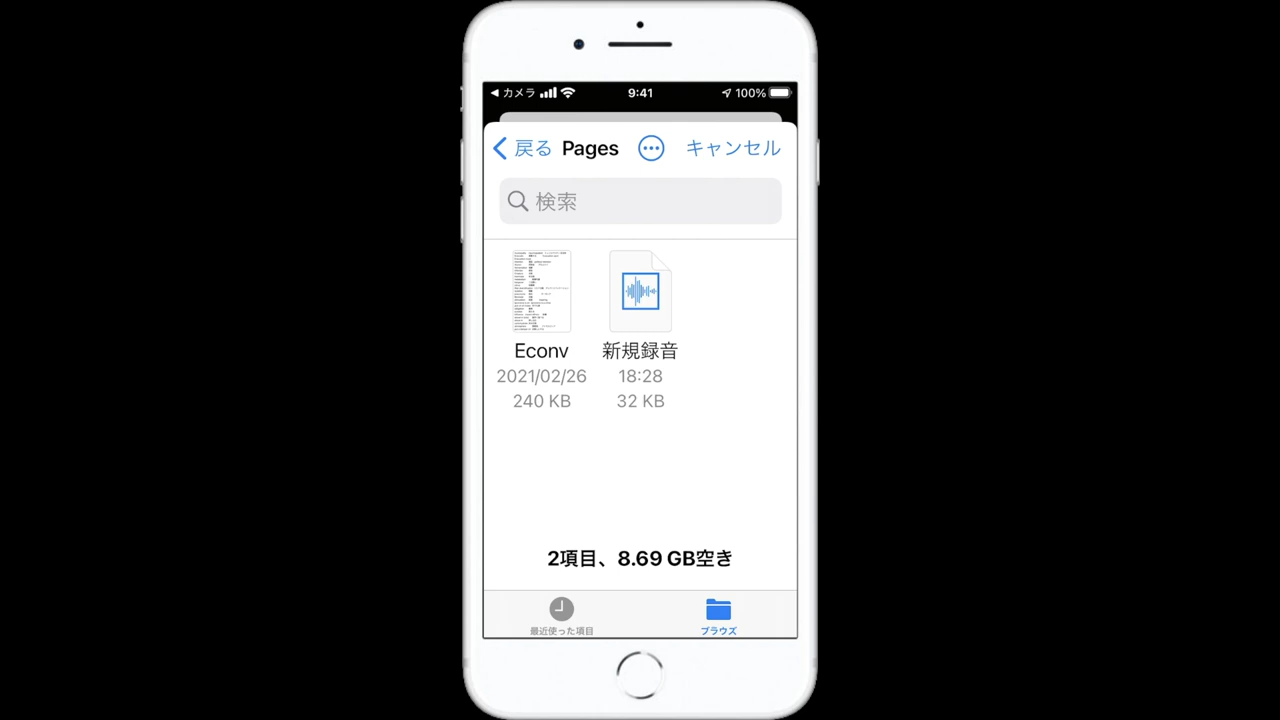 ◀ カメラ 9:41 100%
戻る Pages キャンセル
検索
Econv 新規録音
2021/02/26 18:28
240 KB 32 KB
2項目、8.69 GB空き
最近使った項目 ブラウズ